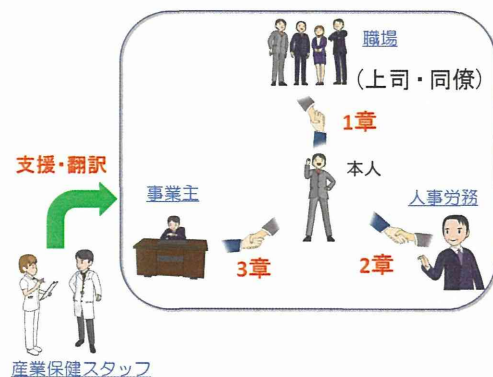 職場
(上司・同僚)
1章
支援・翻訳
本人
事業主
人事労務
3章
2章
産業保健スタッフ